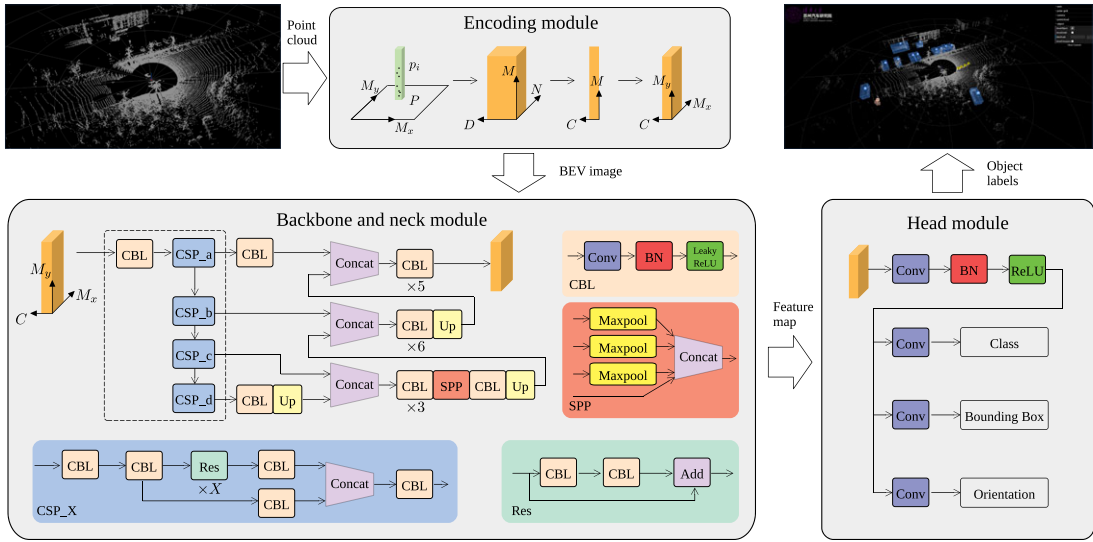 Point
cloud
Encoding module
p_i
M_y
P
M_x
M
N
D
M
C
M_y
M_x
C
BEV image
Object
labels
Backbone and neck module
M_y
M_x
C
CBL
CSP_a
CBL
Concat
CBL
×5
CSP_b
Concat
CBL
Up
×6
CSP_c
CSP_d
CBL
Up
Concat
CBL
SPP
CBL
Up
×3
Conv
BN
Leaky
ReLU
CBL
Maxpool
Maxpool
Maxpool
Concat
SPP
CBL
CBL
Res
×X
CBL
CBL
Concat
CBL
CSP_X
CBL
CBL
Add
Res
Feature
map
Head module
Conv
BN
ReLU
Conv
Class
Conv
Bounding Box
Conv
Orientation